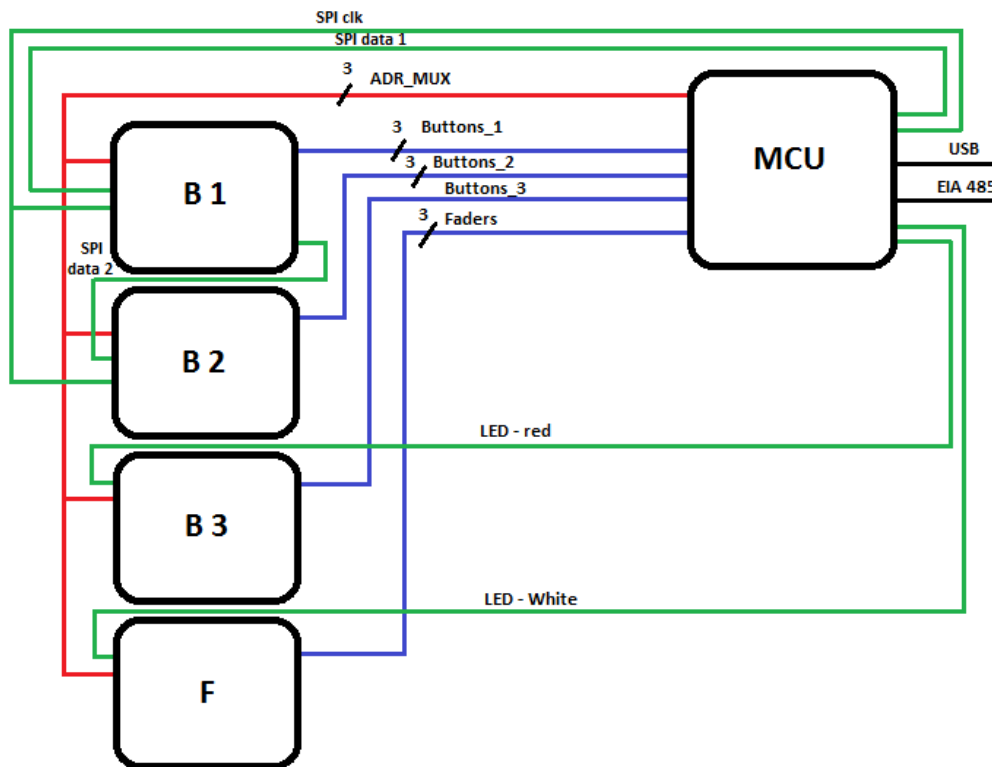 SPI clk
SPI data 1
3 ADR_MUX
3 Buttons_1
3 Buttons_2
Buttons_3
3 Faders
MCU
USB
EIA 485
B 1
SPI
data 2
B 2
LED - red
B 3
LED - White
F